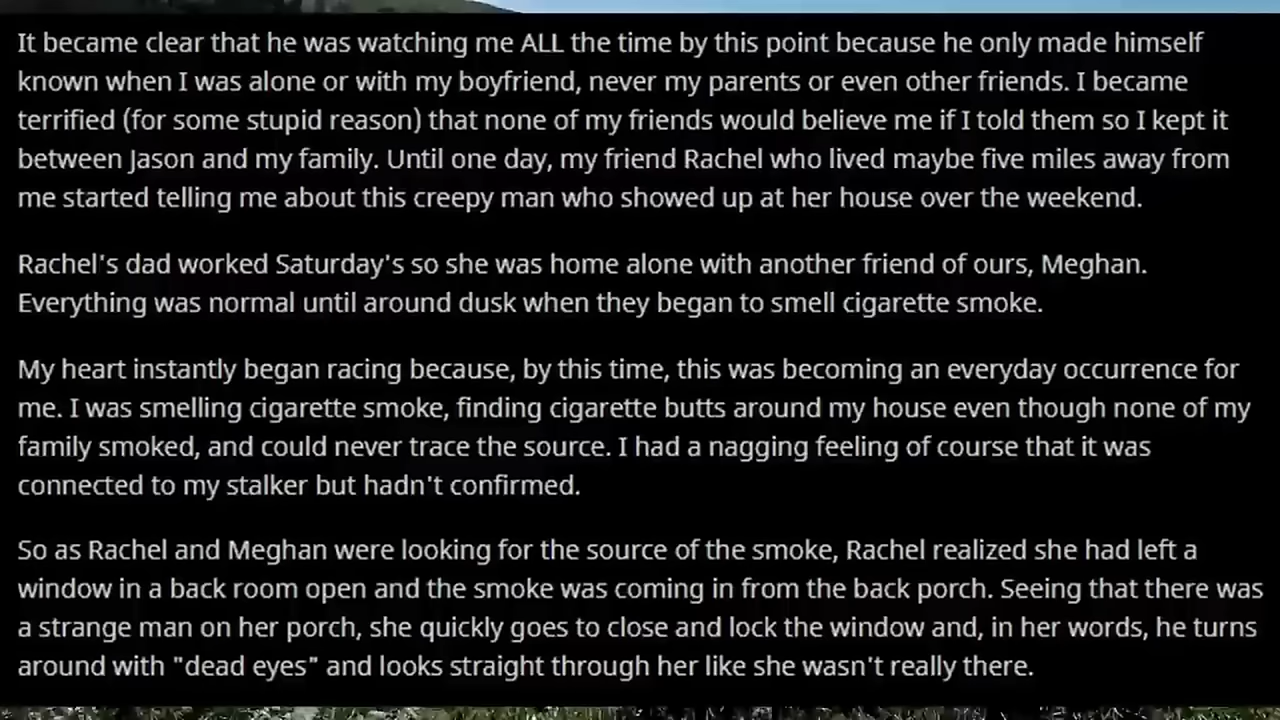 It became clear that he was watching me ALL the time by this point because he only made himself
known when I was alone or with my boyfriend, never my parents or even other friends. I became
terrified (for some stupid reason) that none of my friends would believe me if I told them so I kept it
between Jason and my family. Until one day, my friend Rachel who lived maybe five miles away from
me started telling me about this creepy man who showed up at her house over the weekend.
Rachel's dad worked Saturday's so she was home alone with another friend of ours, Meghan.
Everything was normal until around dusk when they began to smell cigarette smoke.
My heart instantly began racing because, by this time, this was becoming an everyday occurrence for
me. I was smelling cigarette smoke, finding cigarette butts around my house even though none of my
family smoked, and could never trace the source. I had a nagging feeling of course that it was
connected to my stalker but hadn't confirmed.
So as Rachel and Meghan were looking for the source of the smoke, Rachel realized she had left a
window in a back room open and the smoke was coming in from the back porch. Seeing that there was
a strange man on her porch, she quickly goes to close and lock the window and, in her words, he turns
around with "dead eyes" and looks straight through her like she wasn't really there.